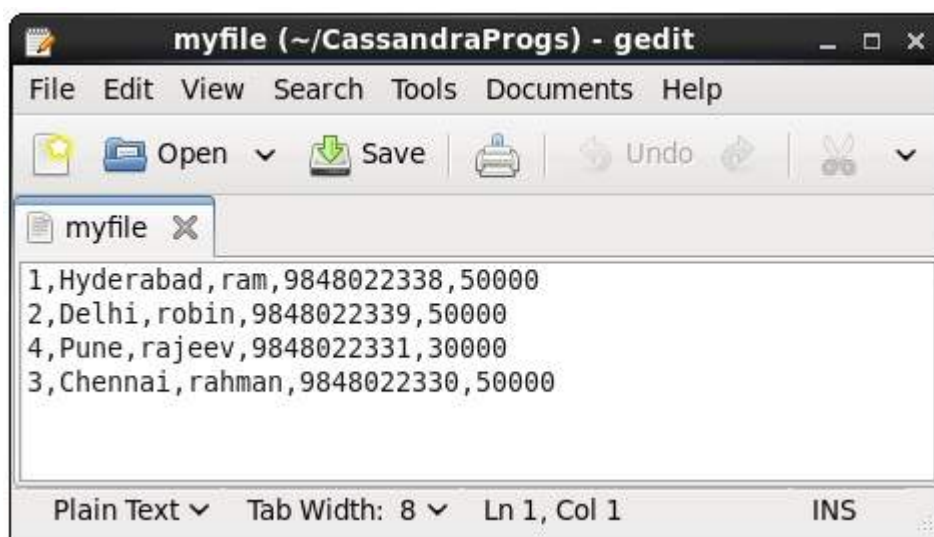 myfile (~/CassandraProgs) - gedit
File Edit View Search Tools Documents Help
Open Save Undo
myfile
1,Hyderabad,ram,9848022338,50000
2,Delhi,robin,9848022339,50000
4,Pune,rajeev,9848022331,30000
3,Chennai,rahman,9848022330,50000
Plain Text Tab Width: 8 Ln 1, Col 1 INS